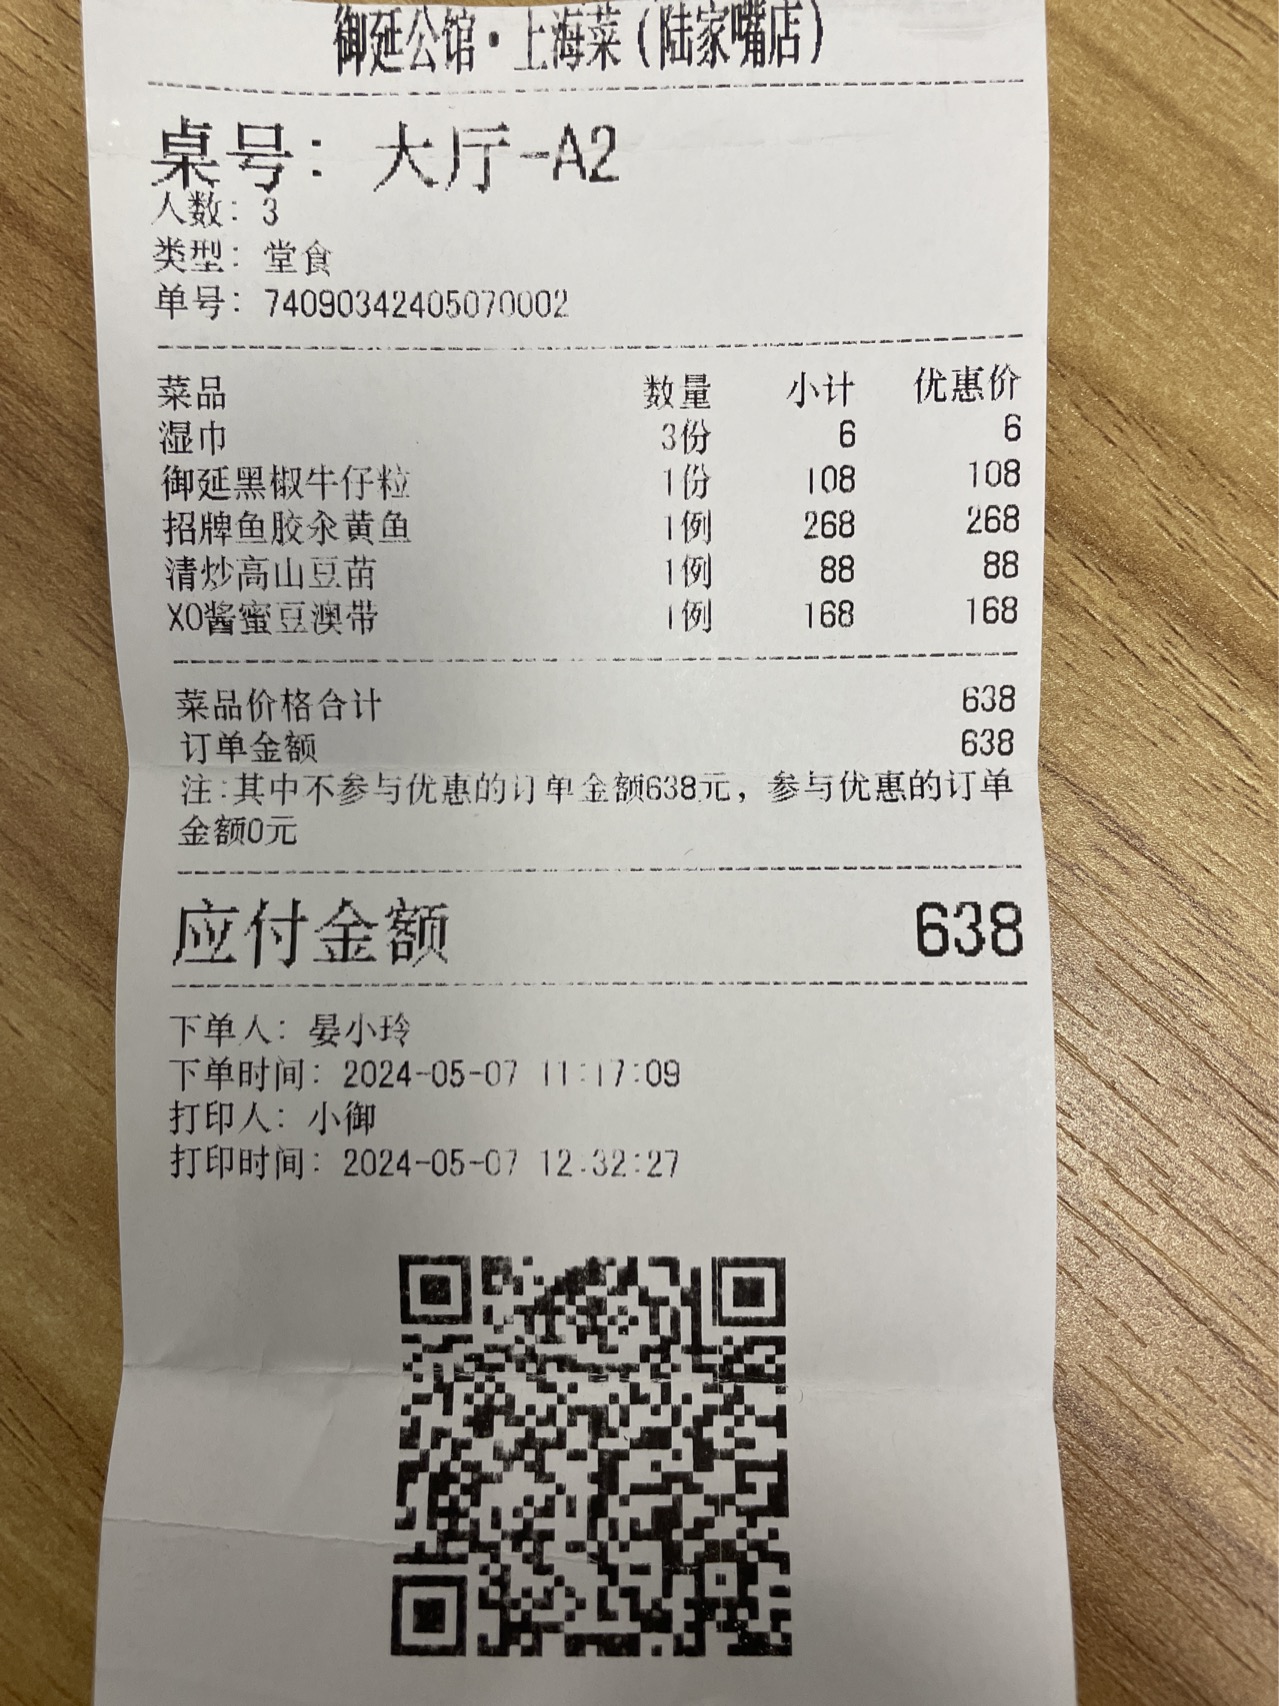 御延公馆·上海菜(陆家嘴店)
桌号: 大厅-A2
人数: 3
类型: 堂食
单号: 74090342405070002
菜品 数量 小计 优惠价
湿巾 3份 6 6
御延黑椒牛仔粒 1份 108 108
招牌鱼胶汆黄鱼 1例 268 268
清炒高山豆苗 1例 88 88
XO酱蜜豆澳带 1例 168 168
菜品价格合计 638
订单金额 638
注:其中不参与优惠的订单金额638元, 参与优惠的订单
金额0元
应付金额 638
下单人: 晏小玲
下单时间: 2024-05-07 11:17:09
打印人: 小御
打印时间: 2024-05-07 12:32:27